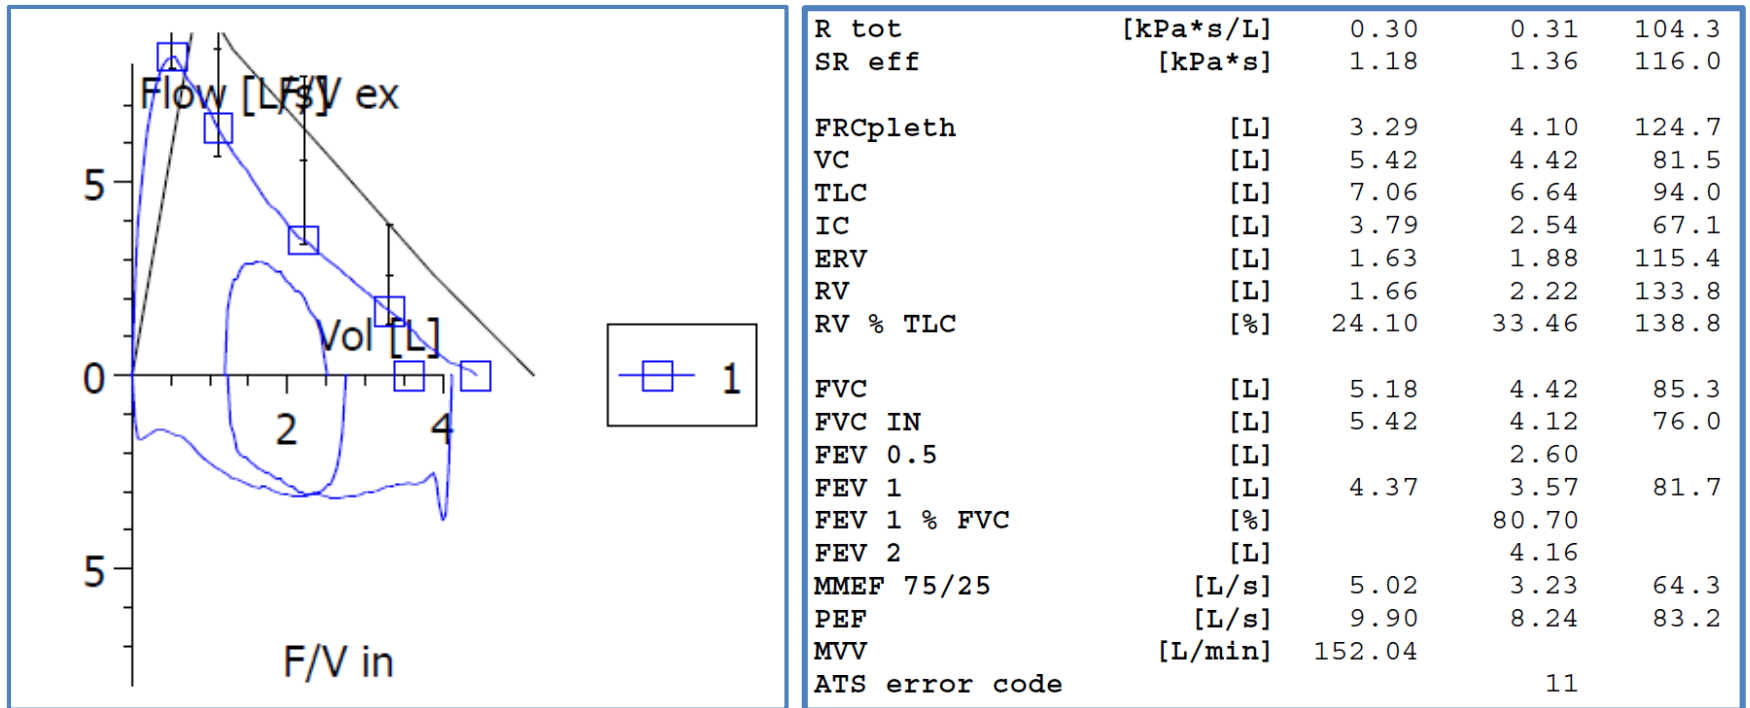 Flow [L/s]
F/V ex
5
Vol [L]
0
2
4
1
5
F/V in
R tot [kPa*s/L] 0.30 0.31 104.3
SR eff [kPa*s] 1.18 1.36 116.0
FRCpleth [L] 3.29 4.10 124.7
VC [L] 5.42 4.42 81.5
TLC [L] 7.06 6.64 94.0
IC [L] 3.79 2.54 67.1
ERV [L] 1.63 1.88 115.4
RV [L] 1.66 2.22 133.8
RV % TLC [%] 24.10 33.46 138.8
FVC [L] 5.18 4.42 85.3
FVC IN [L] 5.42 4.12 76.0
FEV 0.5 [L] 2.60
FEV 1 [L] 4.37 3.57 81.7
FEV 1 % FVC [%] 80.70
FEV 2 [L] 4.16
MMEF 75/25 [L/s] 5.02 3.23 64.3
PEF [L/s] 9.90 8.24 83.2
MVV [L/min] 152.04
ATS error code 11